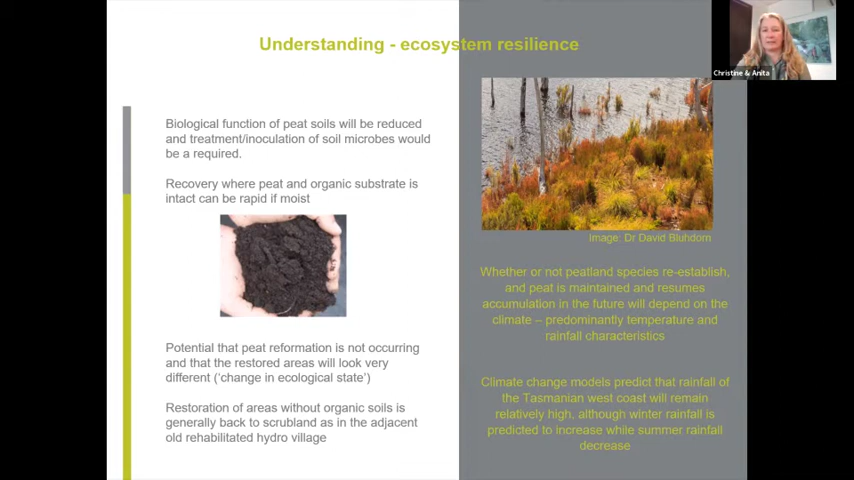 Understanding - ecosystem resilience
Christine & Anita
Biological function of peat soils will be reduced
and treatment/inoculation of soil microbes would
be a required.
Recovery where peat and organic substrate is
intact can be rapid if moist
Potential that peat reformation is not occurring
and that the restored areas will look very
different ('change in ecological state')
Restoration of areas without organic soils is
generally back to scrubland as in the adjacent
old rehabilitated hydro village
Image: Dr David Bluhdorn
Whether or not peatland species re-establish,
and peat is maintained and resumes
accumulation in the future will depend on the
climate – predominantly temperature and
rainfall characteristics
Climate change models predict that rainfall of
the Tasmanian west coast will remain
relatively high, although winter rainfall is
predicted to increase while summer rainfall
decrease